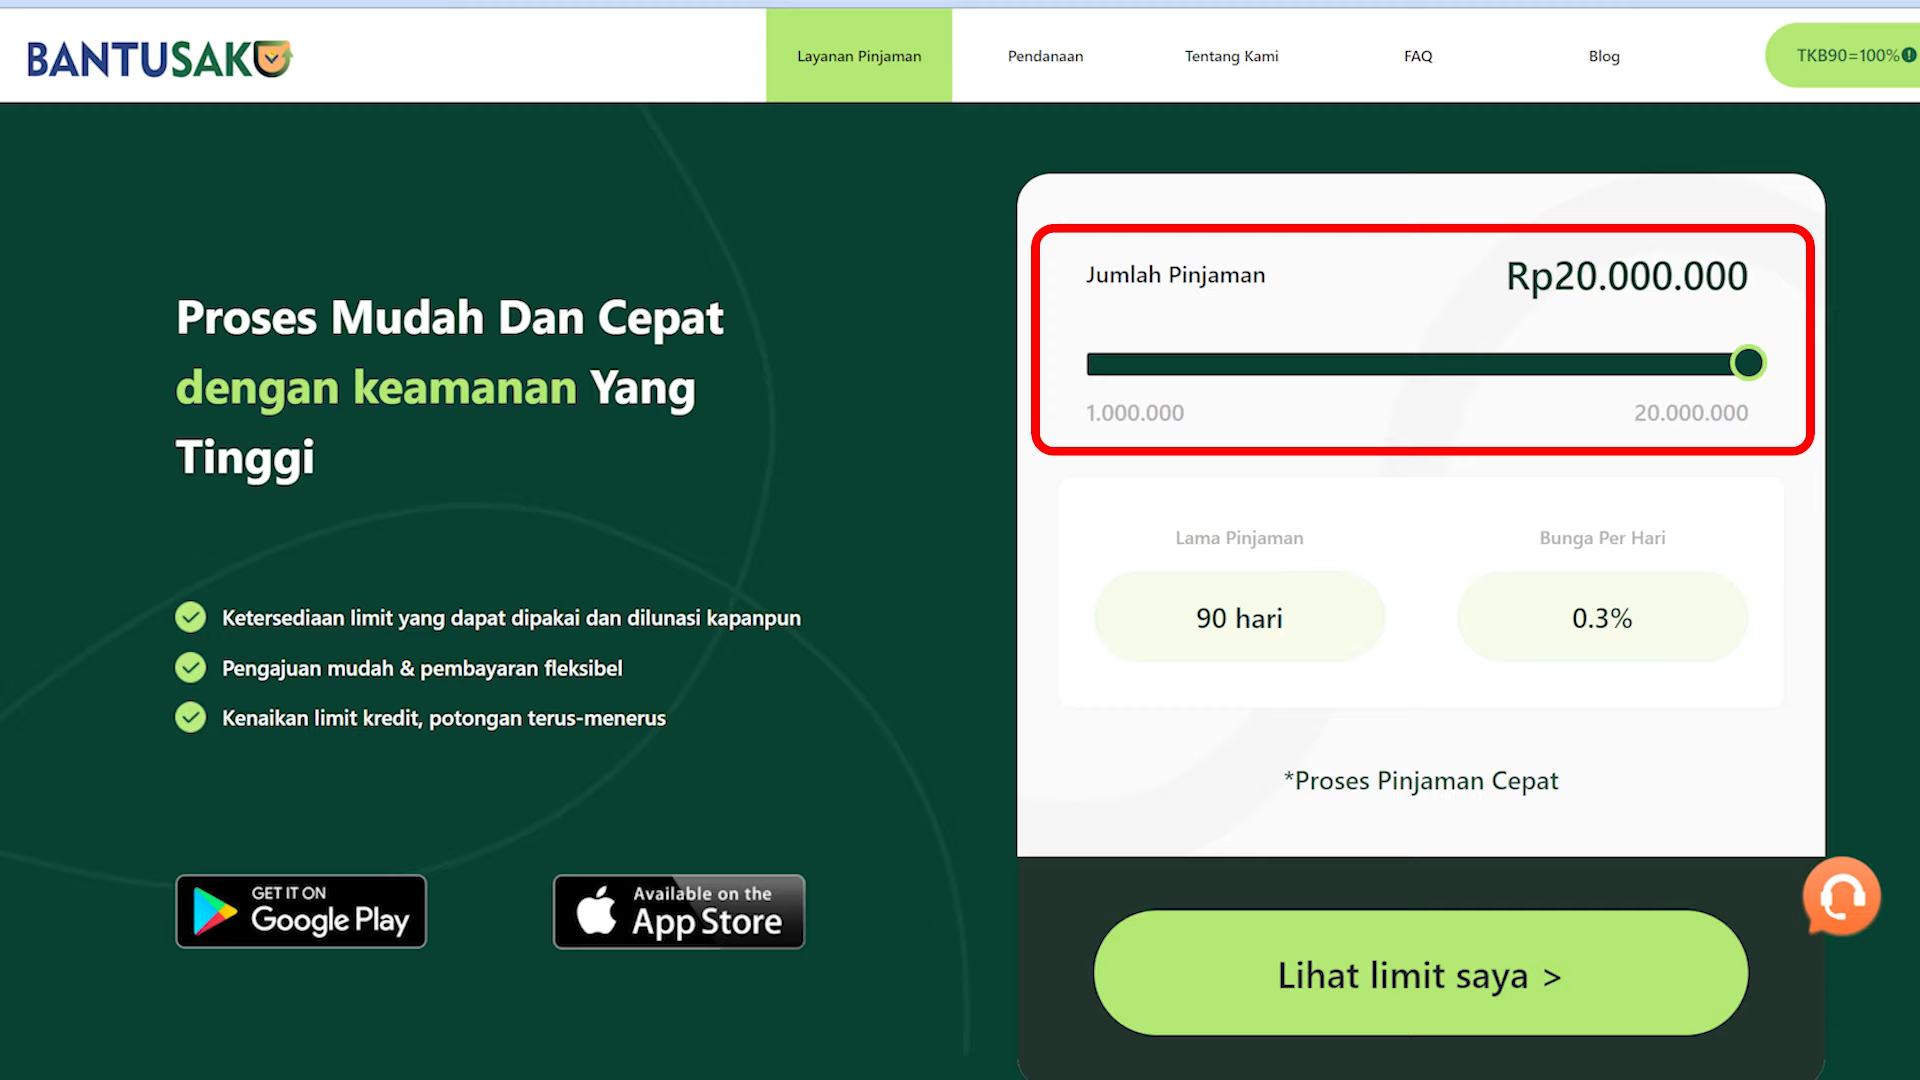 BANTUSAKU
Layanan Pinjaman
Pendanaan
Tentang Kami
FAQ
Blog
TKB90=100%
Proses Mudah Dan Cepat
dengan keamanan Yang
Tinggi
Ketersediaan limit yang dapat dipakai dan dilunasi kapanpun
Pengajuan mudah & pembayaran fleksibel
Kenaikan limit kredit, potongan terus-menerus
GET IT ON
Google Play
Available on the
App Store
Jumlah Pinjaman
Rp20.000.000
1.000.000
20.000.000
Lama Pinjaman
Bunga Per Hari
90 hari
0.3%
*Proses Pinjaman Cepat
Lihat limit saya >